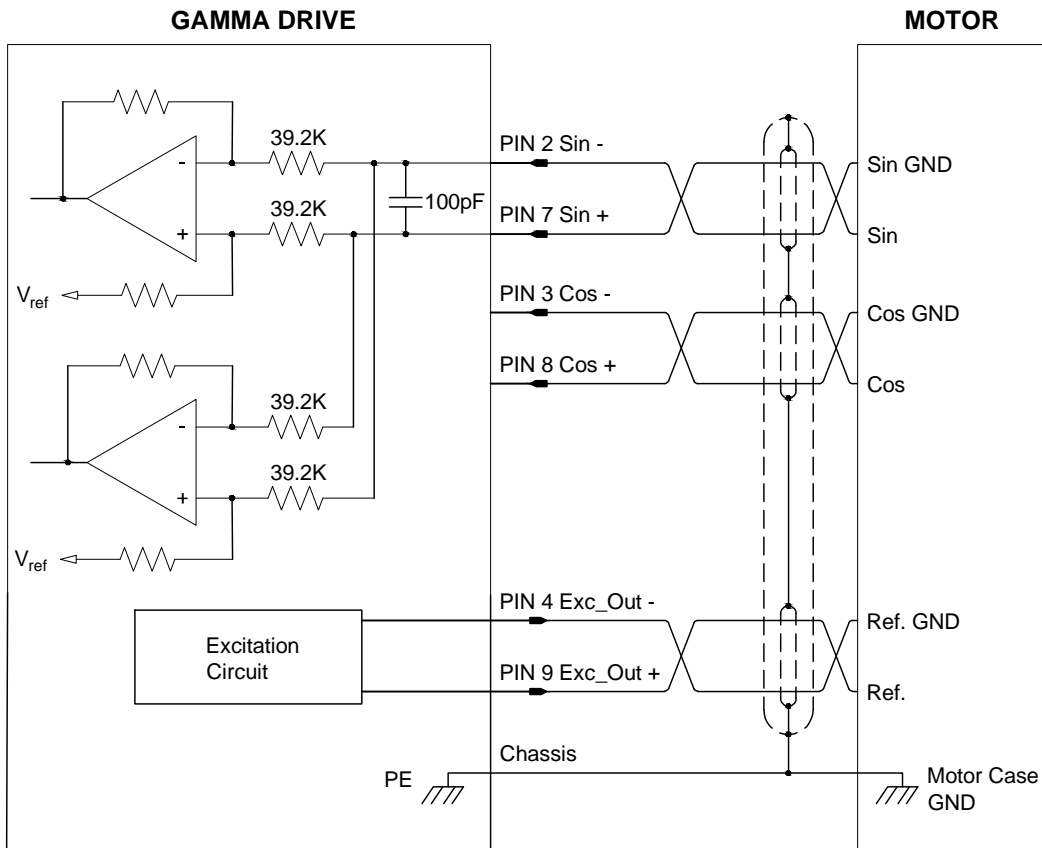 GAMMA DRIVE
MOTOR
39.2K
-
PIN 2 Sin -
Sin GND
100pF
39.2K
+
PIN 7 Sin +
Sin
Vref
PIN 3 Cos -
Cos GND
PIN 8 Cos +
Cos
39.2K
-
39.2K
+
Vref
PIN 4 Exc_Out -
Ref. GND
Excitation
Circuit
PIN 9 Exc_Out +
Ref.
Chassis
PE
Motor Case
GND